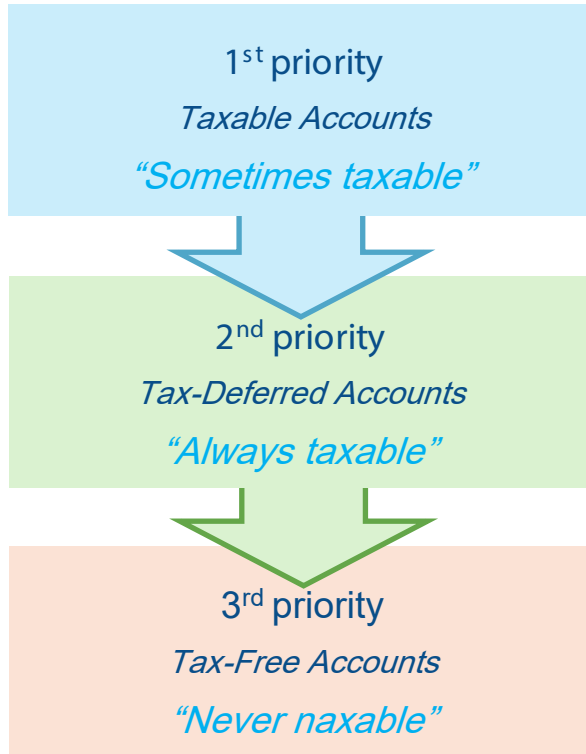 1st priority
Taxable Accounts
“Sometimes taxable”
2nd priority
Tax-Deferred Accounts
“Always taxable”
3rd priority
Tax-Free Accounts
“Never naxable”